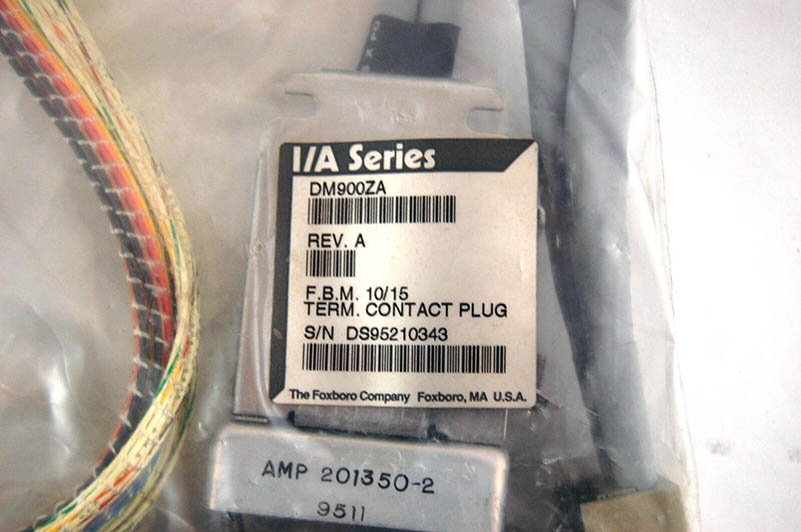 I/A Series
DM900ZA
REV. A
F.B.M. 10/15
TERM. CONTACT PLUG
S/N DS95210343
The Foxboro Company Foxboro, MA U.S.A.
AMP 201350-2
9511